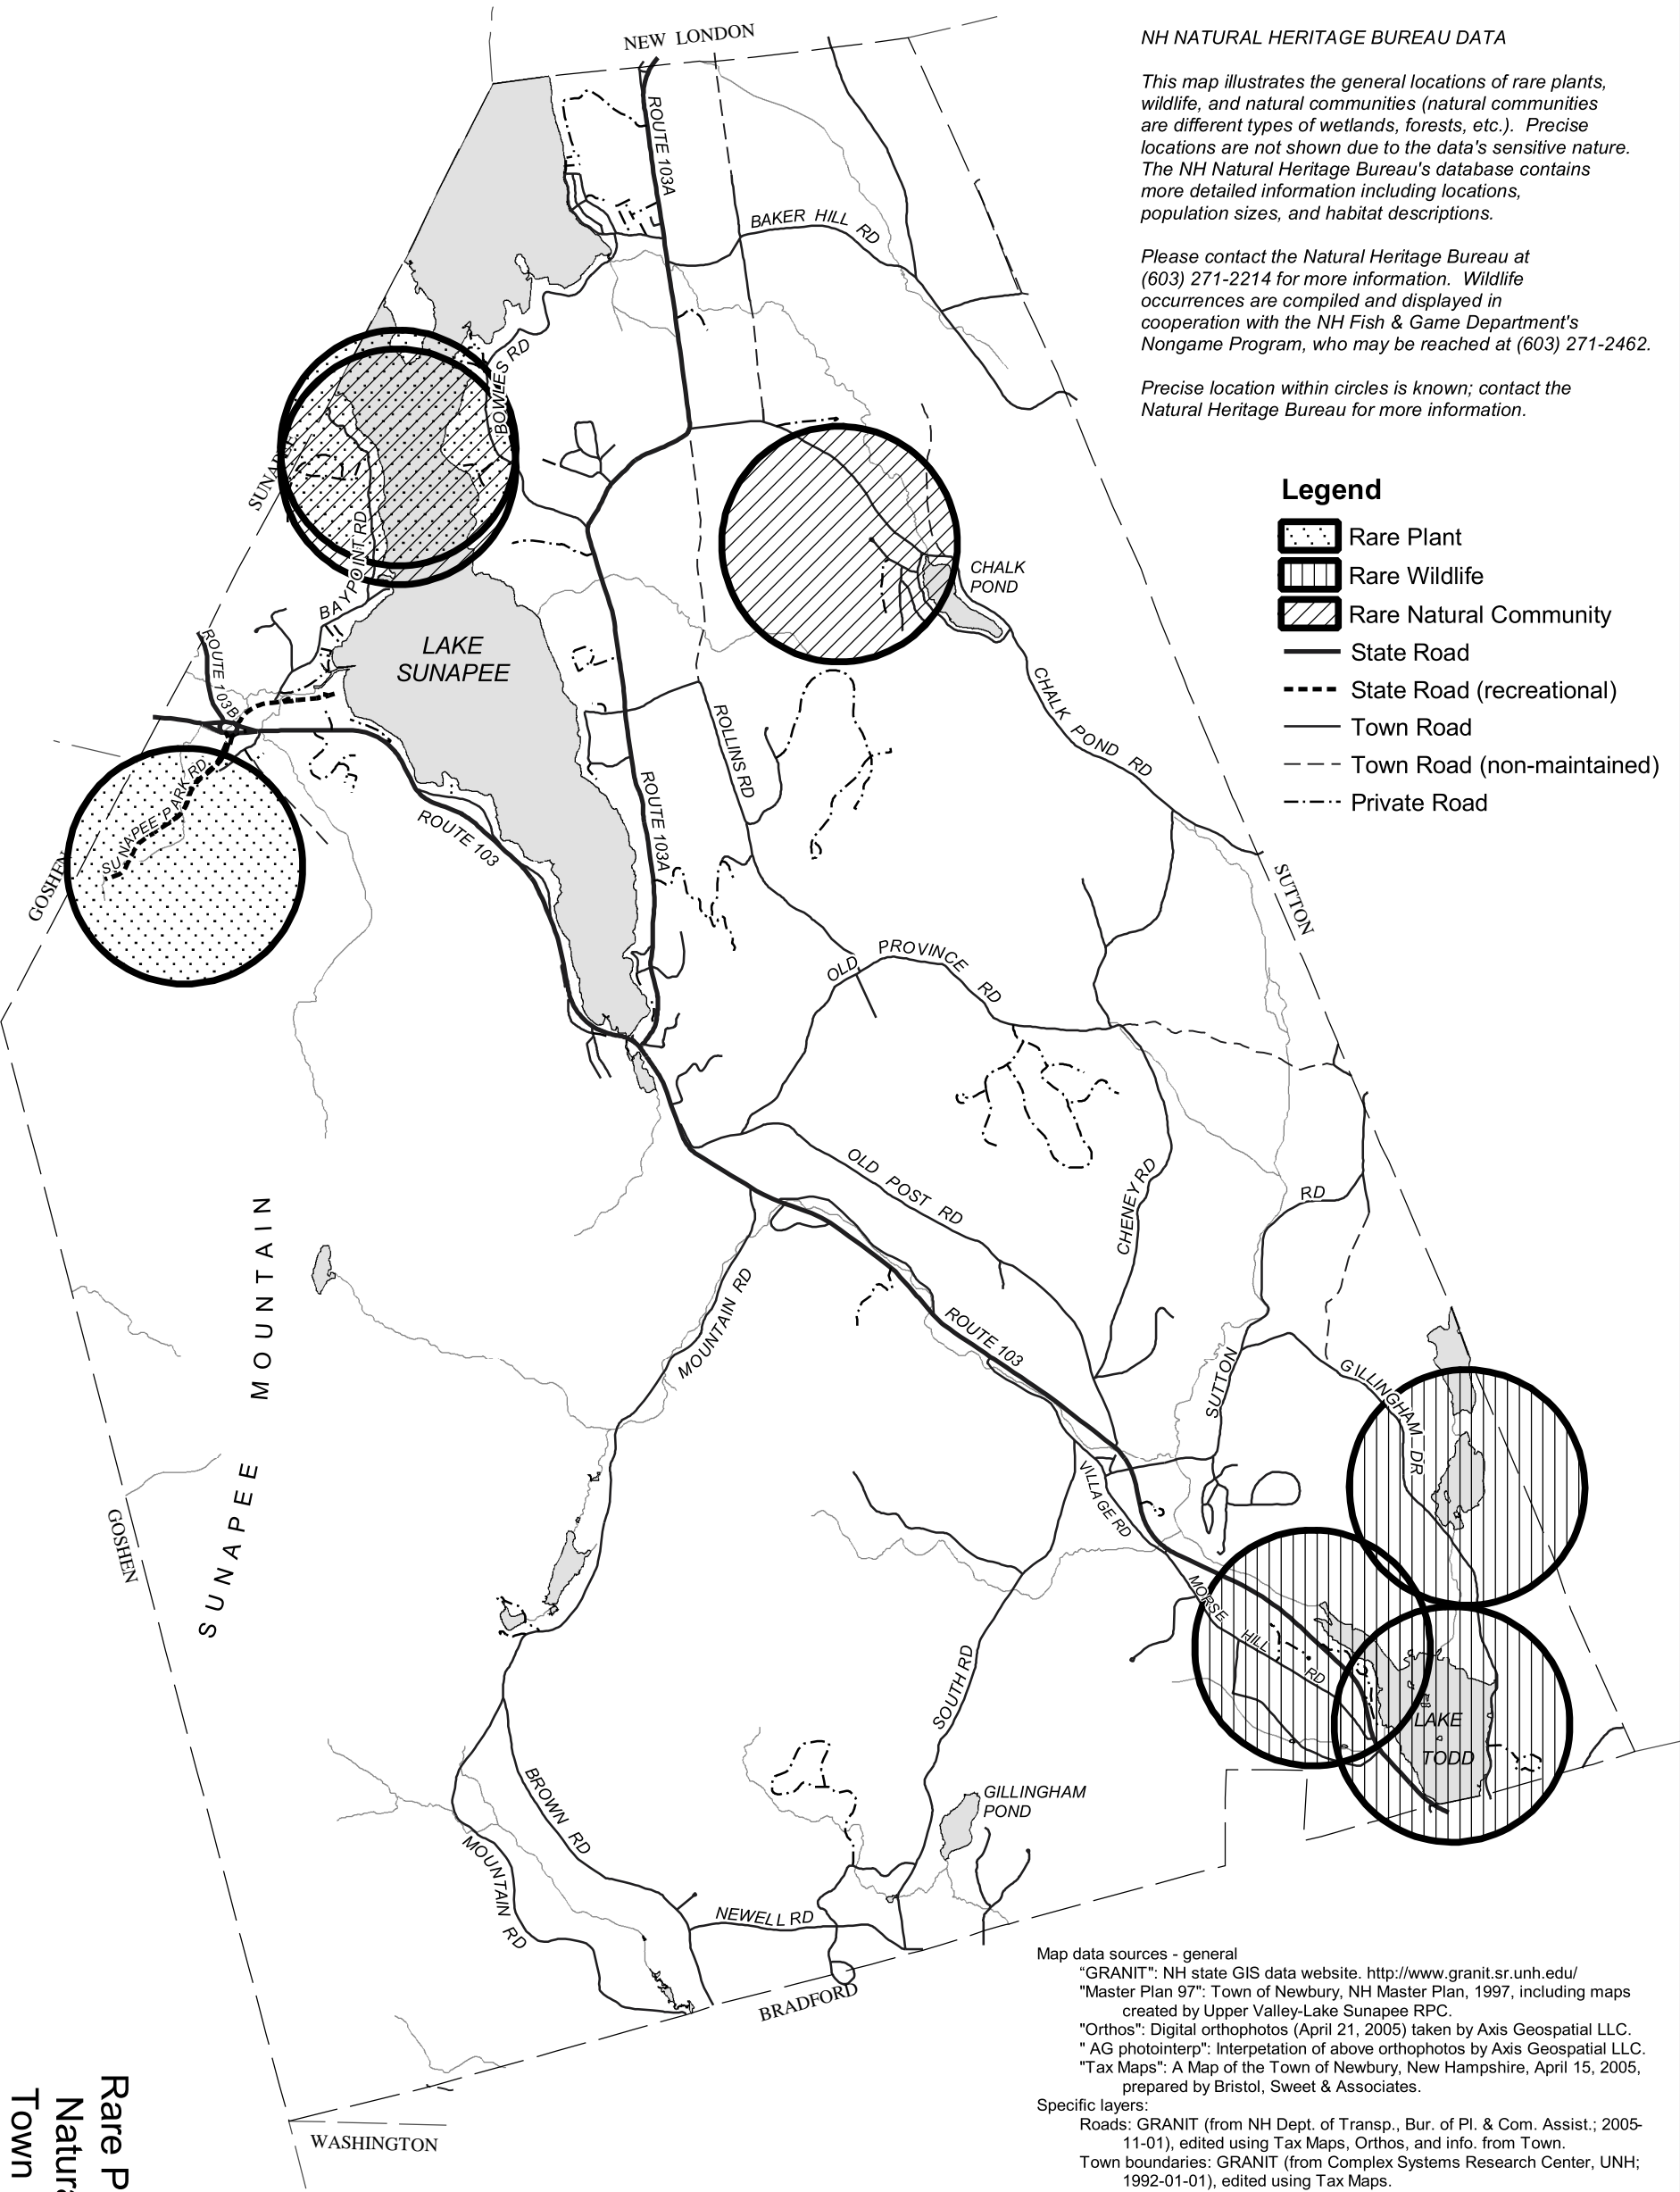 NEW LONDON
NH NATURAL HERITAGE BUREAU DATA
This map illustrates the general locations of rare plants,
wildlife, and natural communities (natural communities
are different types of wetlands, forests, etc.).  Precise
locations are not shown due to the data's sensitive nature.
The NH Natural Heritage Bureau's database contains
more detailed information including locations,
population sizes, and habitat descriptions.
Please contact the Natural Heritage Bureau at
(603) 271-2214 for more information.  Wildlife
occurrences are compiled and displayed in
cooperation with the NH Fish & Game Department's
Nongame Program, who may be reached at (603) 271-2462.
Precise location within circles is known; contact the
Natural Heritage Bureau for more information.
Legend
Rare Plant
Rare Wildlife
Rare Natural Community
State Road
State Road (recreational)
Town Road
Town Road (non-maintained)
Private Road
ROUTE 103A
BAKER HILL RD
BOWLES RD
SUNAPEE
BAYPOINT RD
CHALK
POND
LAKE
SUNAPEE
ROUTE 103B
CHALK POND RD
ROLLINS RD
SUNAPEE PARK RD
ROUTE 103
ROUTE 103A
GOSHEN
SUTTON
OLD PROVINCE RD
OLD POST RD
CHENEY RD
SUTTON RD
SUNAPEE MOUNTAIN
MOUNTAIN RD
ROUTE 103
GILLINGHAM DR
GOSHEN
VILLAGE RD
MORSE HILL RD
SOUTH RD
LAKE
TODD
GILLINGHAM
POND
BROWN RD
MOUNTAIN RD
NEWELL RD
BRADFORD
WASHINGTON
Map data sources - general
“GRANIT": NH state GIS data website. http://www.granit.sr.unh.edu/
"Master Plan 97": Town of Newbury, NH Master Plan, 1997, including maps
created by Upper Valley-Lake Sunapee RPC.
"Orthos": Digital orthophotos (April 21, 2005) taken by Axis Geospatial LLC.
" AG photointerp": Interpetation of above orthophotos by Axis Geospatial LLC.
"Tax Maps": A Map of the Town of Newbury, New Hampshire, April 15, 2005,
prepared by Bristol, Sweet & Associates.
Specific layers:
Roads: GRANIT (from NH Dept. of Transp., Bur. of Pl. & Com. Assist.; 2005-
11-01), edited using Tax Maps, Orthos, and info. from Town.
Town boundaries: GRANIT (from Complex Systems Research Center, UNH;
1992-01-01), edited using Tax Maps.
Rare P
Natura
Town